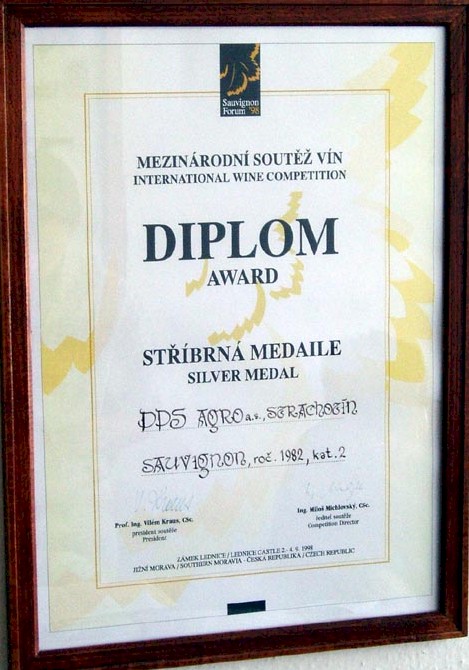 Sauvignon
Forum '98
MEZINÁRODNÍ SOUTĚŽ VÍN
INTERNATIONAL WINE COMPETITION
DIPLOM
AWARD
STŘÍBRNÁ MEDAILE
SILVER MEDAL
PPS AGRO a.s., STRACHOTÍN
SAUVIGNON, roč. 1982, kat. 2
Prof. Ing. Vilém Kraus, CSc.
president soutěže
President
Ing. Miloš Michlovský, CSc.
ředitel soutěže
Competition Director
ZÁMEK LEDNICE / LEDNICE CASTLE 2.- 4. 9. 1998
JIŽNÍ MORAVA / SOUTHERN MORAVIA - ČESKÁ REPUBLIKA / CZECH REPUBLIC